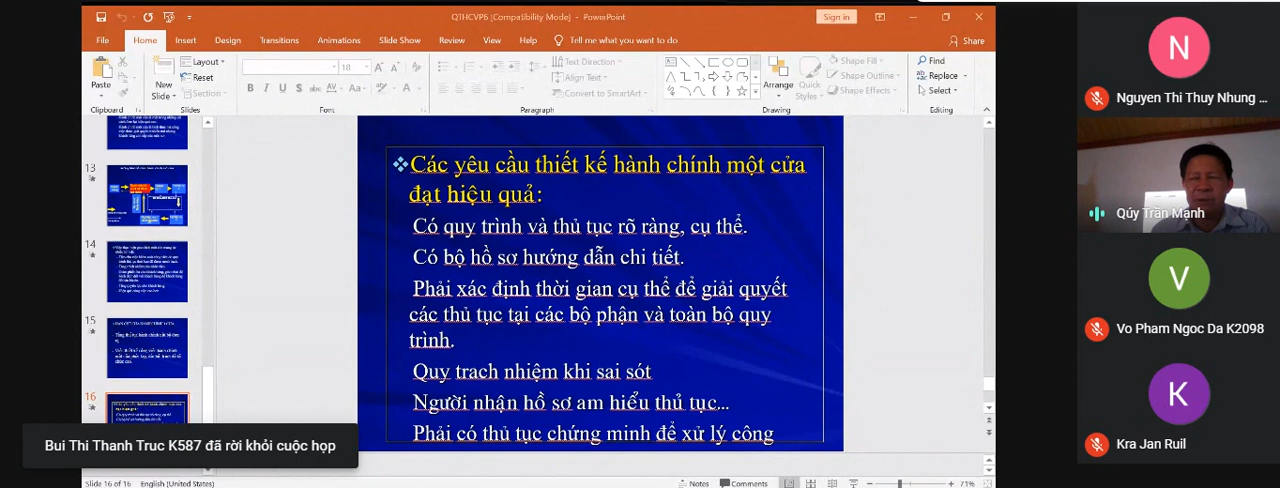 QTHCVP6 [Compatibility Mode] - PowerPoint
Sign in
File Home Insert Design Transitions Animations Slide Show Review View Help Tell me what you want to do Share
Paste
Clipboard
New Slide
Layout
Reset
Section
Slides
18
Font
Text Direction
Align Text
Convert to SmartArt
Paragraph
Arrange
Quick Styles
Shape Fill
Shape Outline
Shape Effects
Drawing
Find
Replace
Select
Editing
13
14
15
16
Các yêu cầu thiết kế hành chính một cửa
đạt hiệu quả:
Có quy trình và thủ tục rõ ràng, cụ thể.
Có bộ hồ sơ hướng dẫn chi tiết.
Phải xác định thời gian cụ thể để giải quyết
các thủ tục tại các bộ phận và toàn bộ quy
trình.
Quy trach nhiệm khi sai sót
Người nhận hồ sơ am hiểu thủ tục...
Phải có thủ tục chứng minh để xử lý công
Bui Thi Thanh Truc K587 đã rời khỏi cuộc họp
Slide 16 of 16 English (United States)
Notes Comments 71%
N
Nguyen Thi Thuy Nhung ...
Qúy Trần Mạnh
V
Vo Pham Ngoc Da K2098
K
Kra Jan Ruil